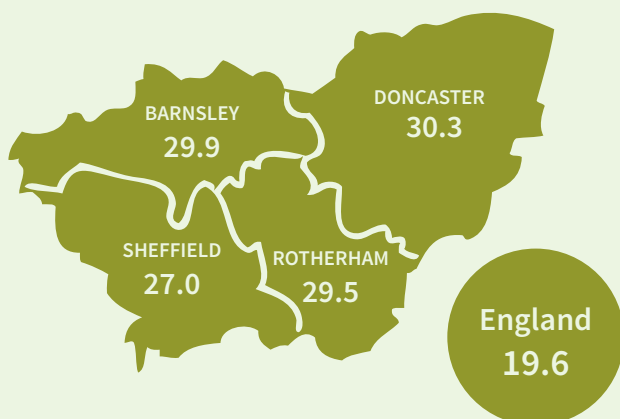 BARNSLEY
29.9
DONCASTER
30.3
SHEFFIELD
27.0
ROTHERHAM
29.5
England
19.6